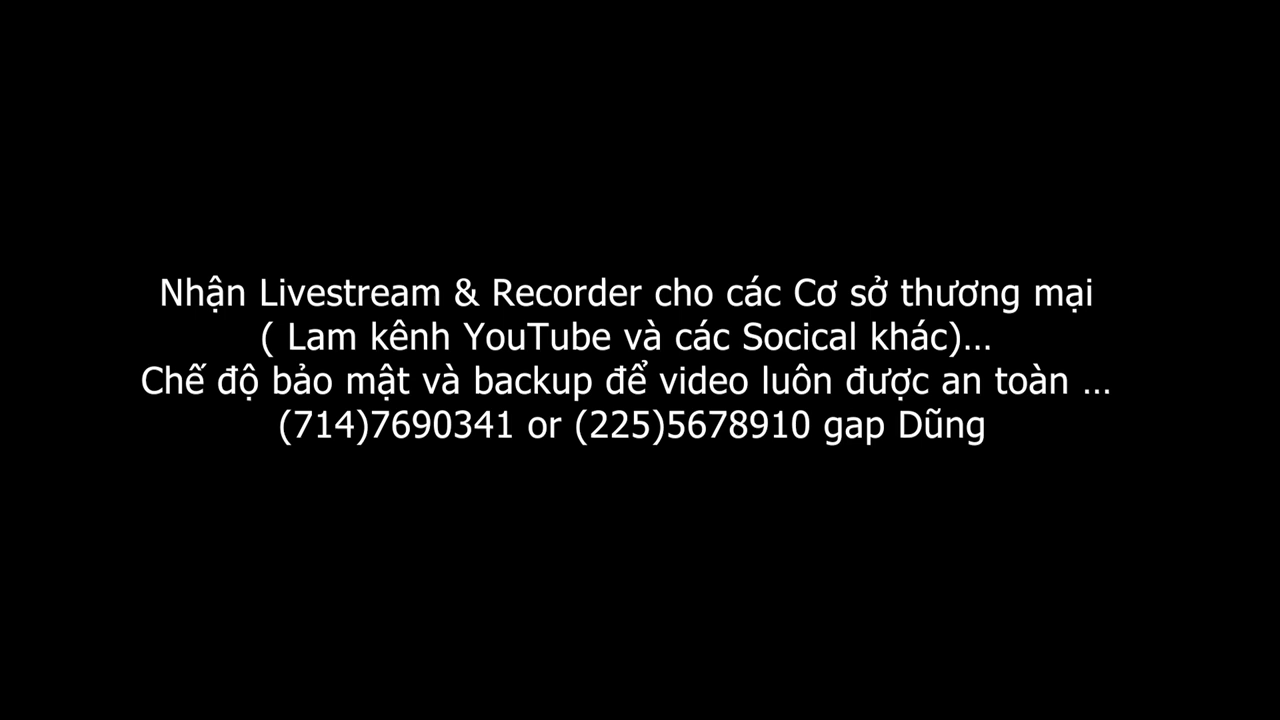 Nhận Livestream & Recorder cho các Cơ sở thương mại
( Lam kênh YouTube và các Socical khác)...
Chế độ bảo mật và backup để video luôn được an toàn ...
(714)7690341 or (225)5678910 gap Dũng